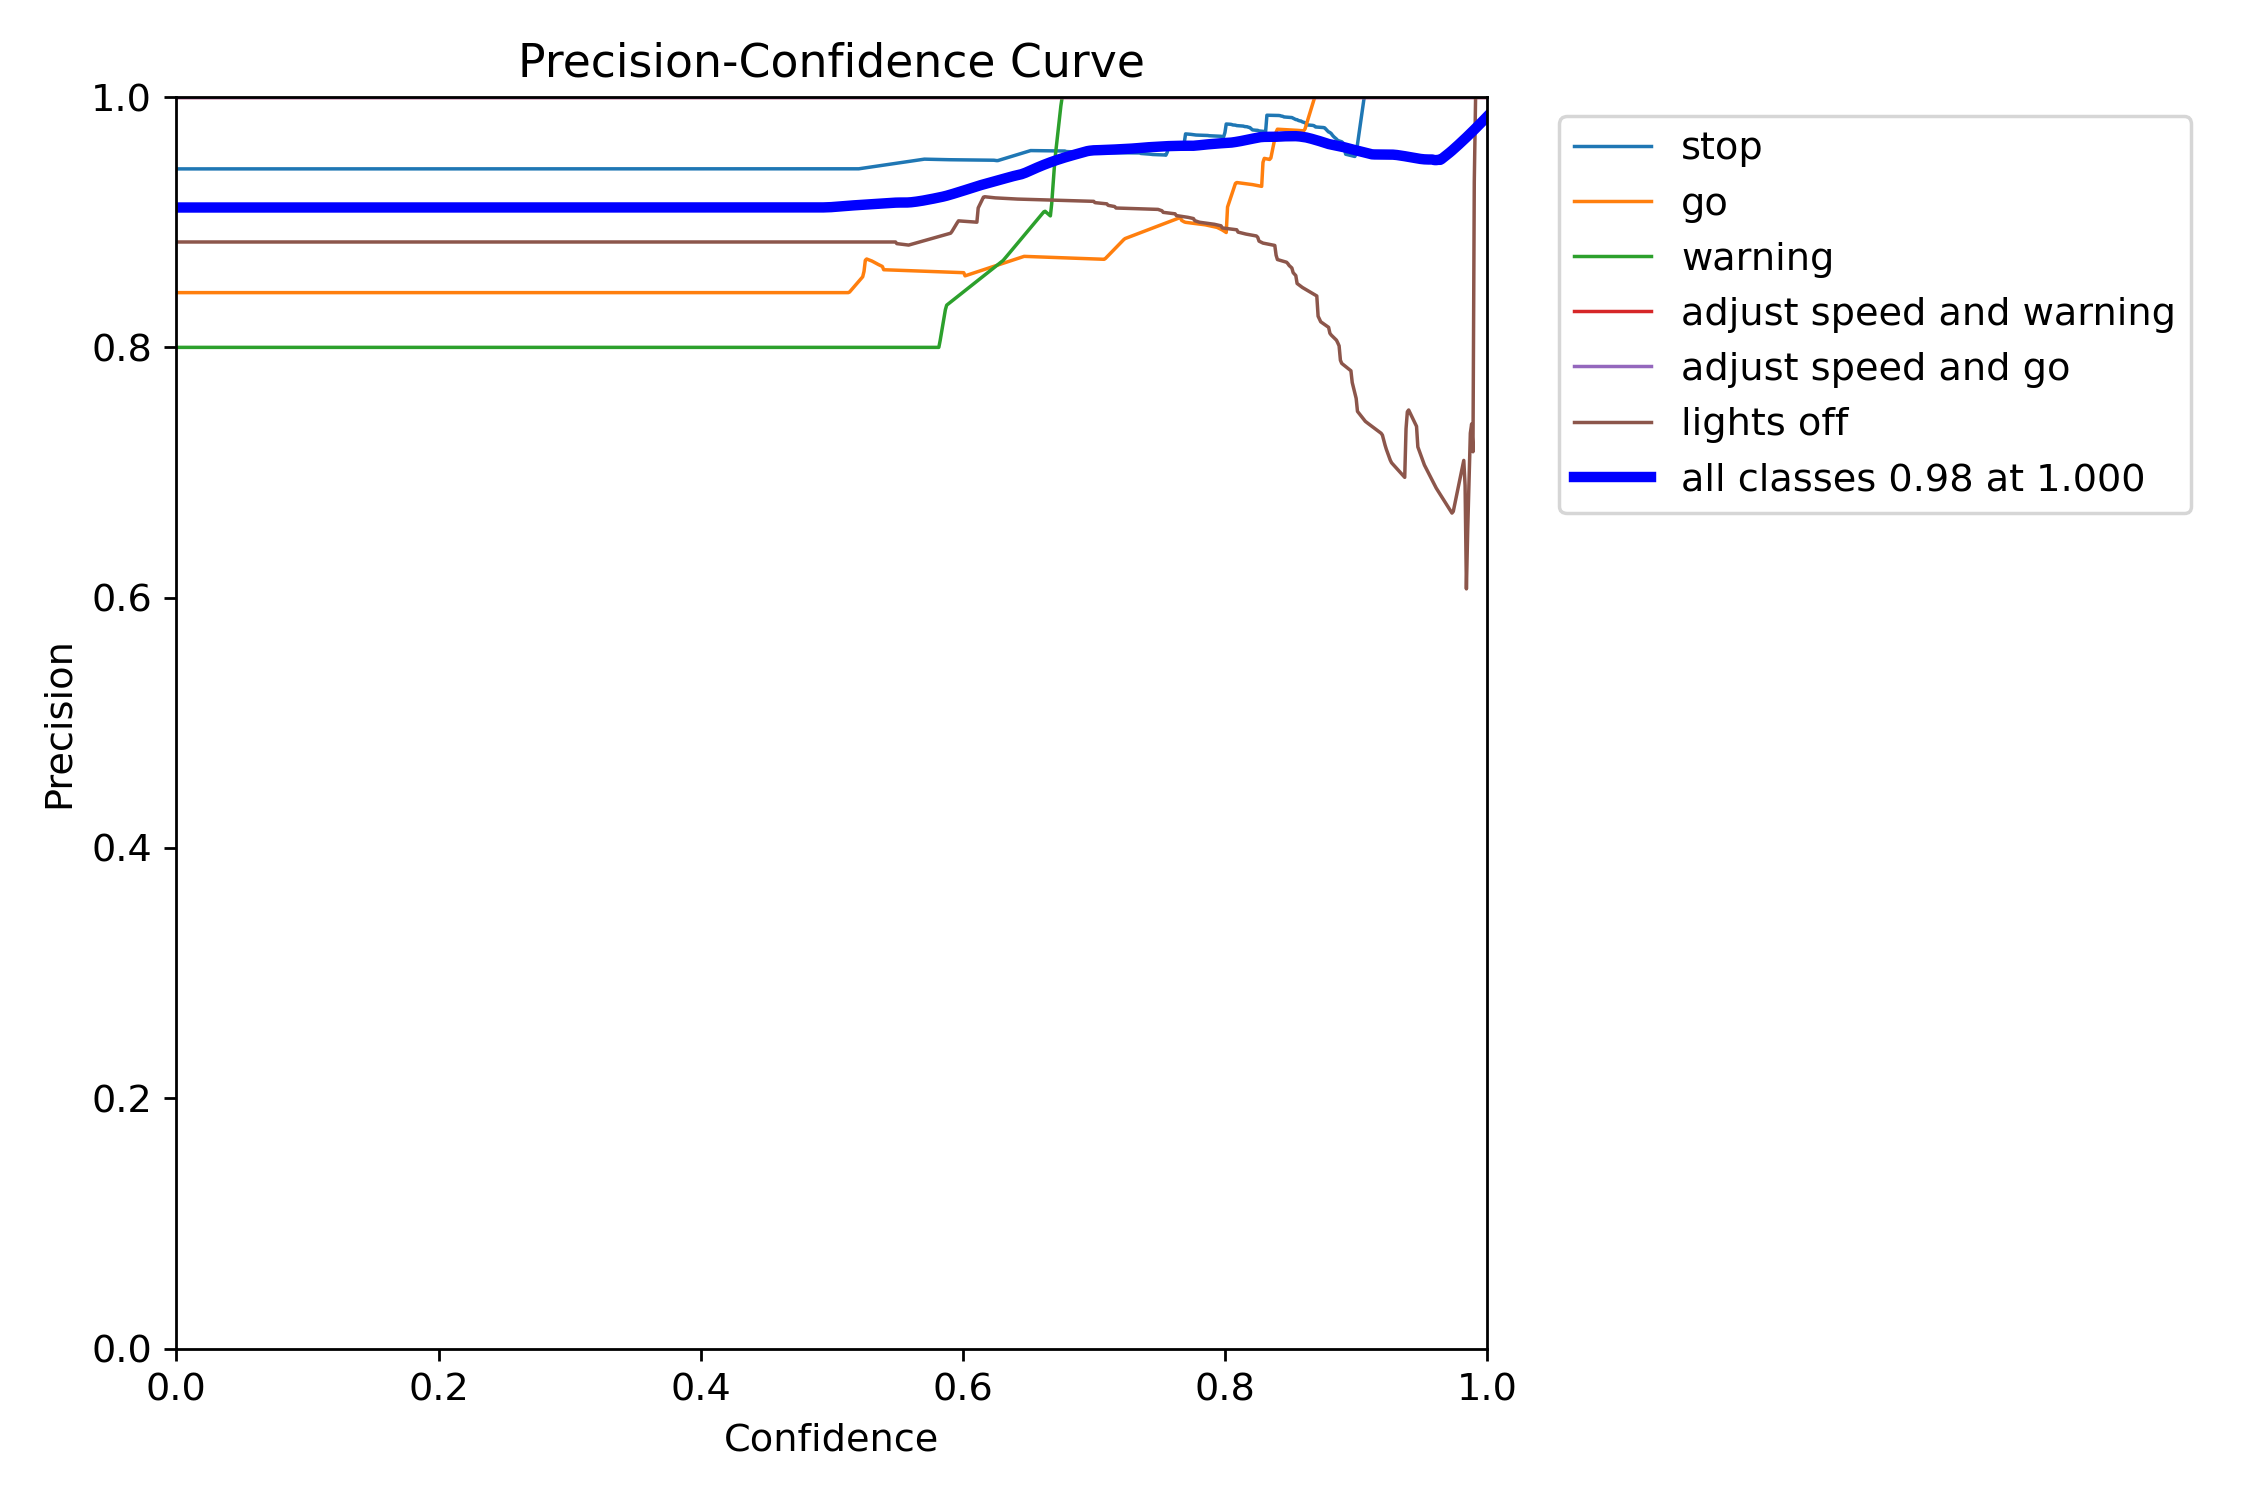 Precision-Confidence Curve
1.0
0.8
0.6
0.4
0.2
0.0
Precision
0.0 0.2 0.4 0.6 0.8 1.0
Confidence
stop
go
warning
adjust speed and warning
adjust speed and go
lights off
all classes 0.98 at 1.000